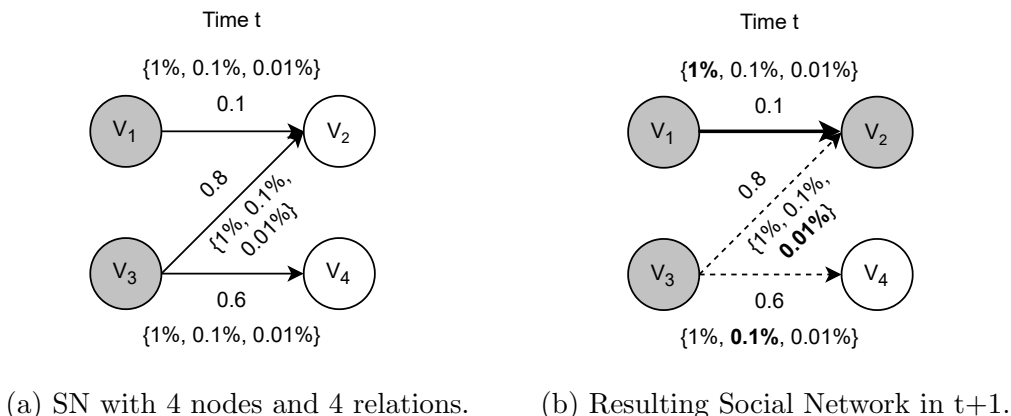 Time t
{1%, 0.1%, 0.01%}
0.1
V1
V2
0.8
{1%, 0.1%,
0.01%}
V3
V4
0.6
{1%, 0.1%, 0.01%}
(a) SN with 4 nodes and 4 relations.
Time t
{1%, 0.1%, 0.01%}
0.1
V1
V2
0.8
{1%, 0.1%,
0.01%}
V3
V4
0.6
{1%, 0.1%, 0.01%}
(b) Resulting Social Network in t+1.